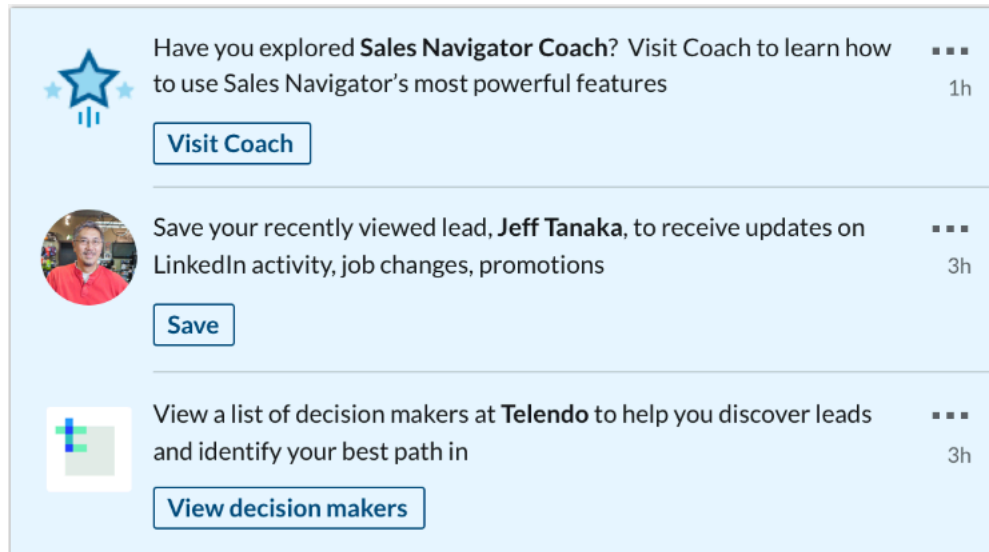 Have you explored Sales Navigator Coach?  Visit Coach to learn how
to use Sales Navigator’s most powerful features
1h
Visit Coach
Save your recently viewed lead, Jeff Tanaka, to receive updates on
LinkedIn activity, job changes, promotions
3h
Save
View a list of decision makers at Telendo to help you discover leads
and identify your best path in
3h
View decision makers